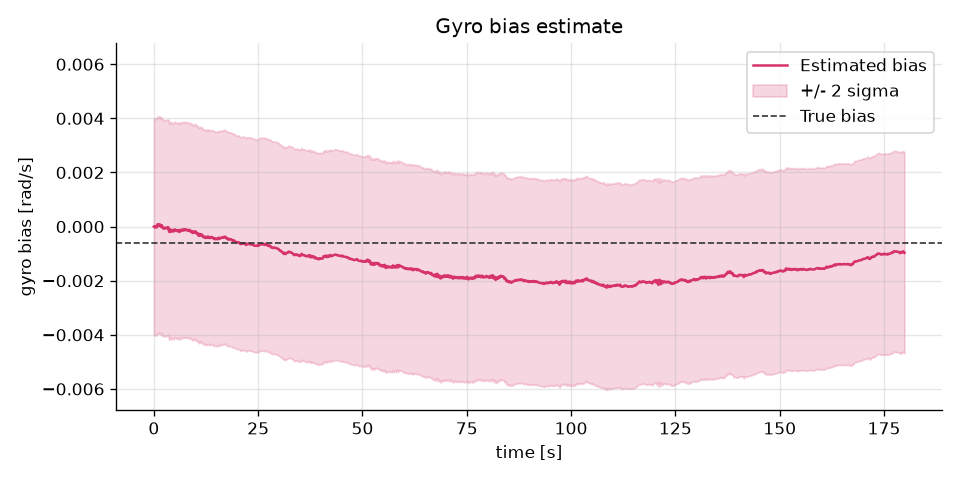 Gyro bias estimate
Estimated bias
+/- 2 sigma
True bias
gyro bias [rad/s]
0.006
0.004
0.002
0.000
−0.002
−0.004
−0.006
0 25 50 75 100 125 150 175
time [s]